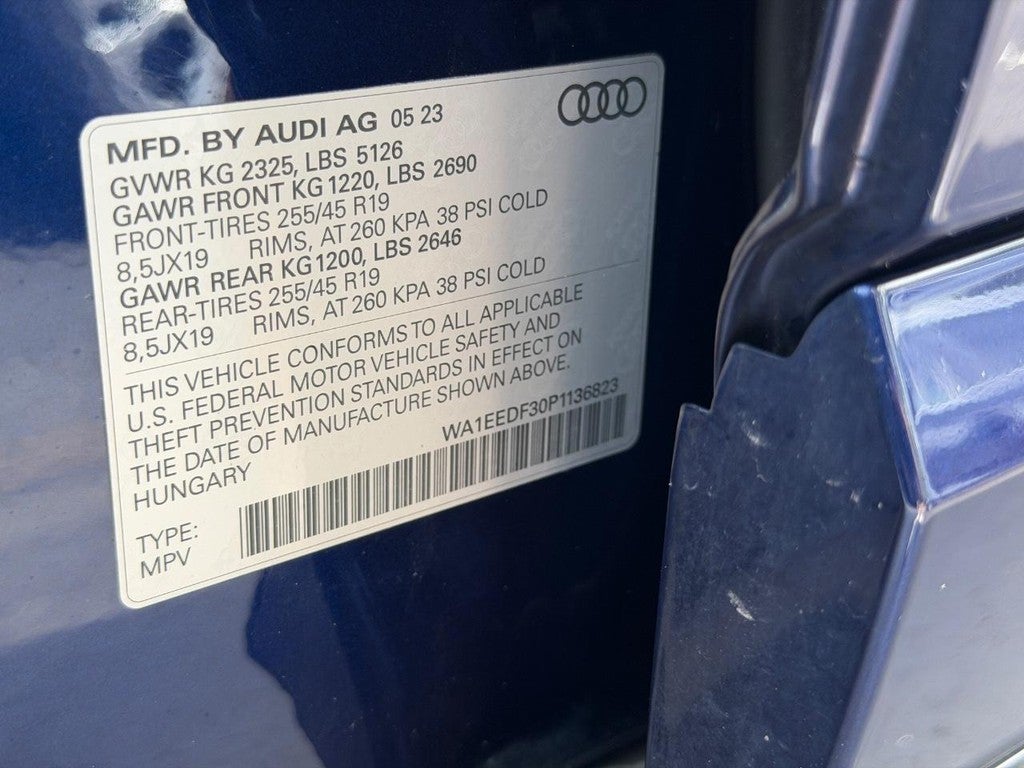 MFD. BY AUDI AG 05 23
GVWR KG 2325, LBS 5126
GAWR FRONT KG 1220, LBS 2690
FRONT-TIRES 255/45 R19
8,5JX19 RIMS, AT 260 KPA 38 PSI COLD
GAWR REAR KG 1200, LBS 2646
REAR-TIRES 255/45 R19
8,5JX19 RIMS, AT 260 KPA 38 PSI COLD
THIS VEHICLE CONFORMS TO ALL APPLICABLE
U.S. FEDERAL MOTOR VEHICLE SAFETY AND
THEFT PREVENTION STANDARDS IN EFFECT ON
THE DATE OF MANUFACTURE SHOWN ABOVE.
HUNGARY
WA1EEDF30P1136823
TYPE:
MPV